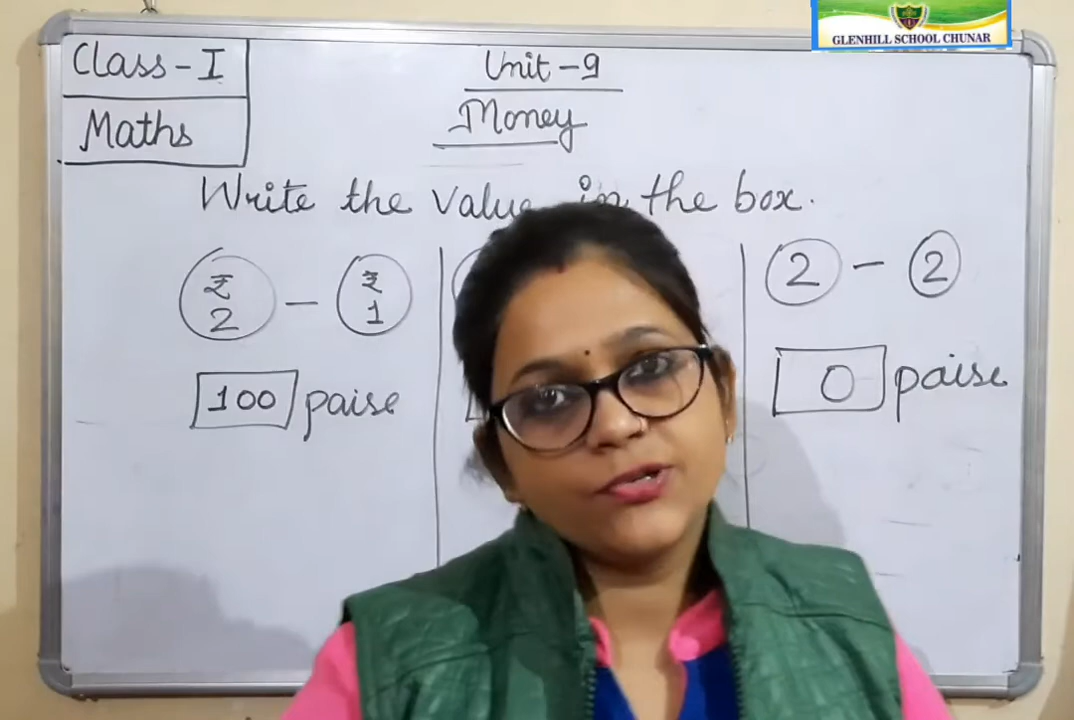 GLENHILL SCHOOL CHUNAR
Class-I
Maths
Unit-9
Money
Write the value in the box.
₹ 2 - ₹ 1
100 paise
2 - 2
0 paise